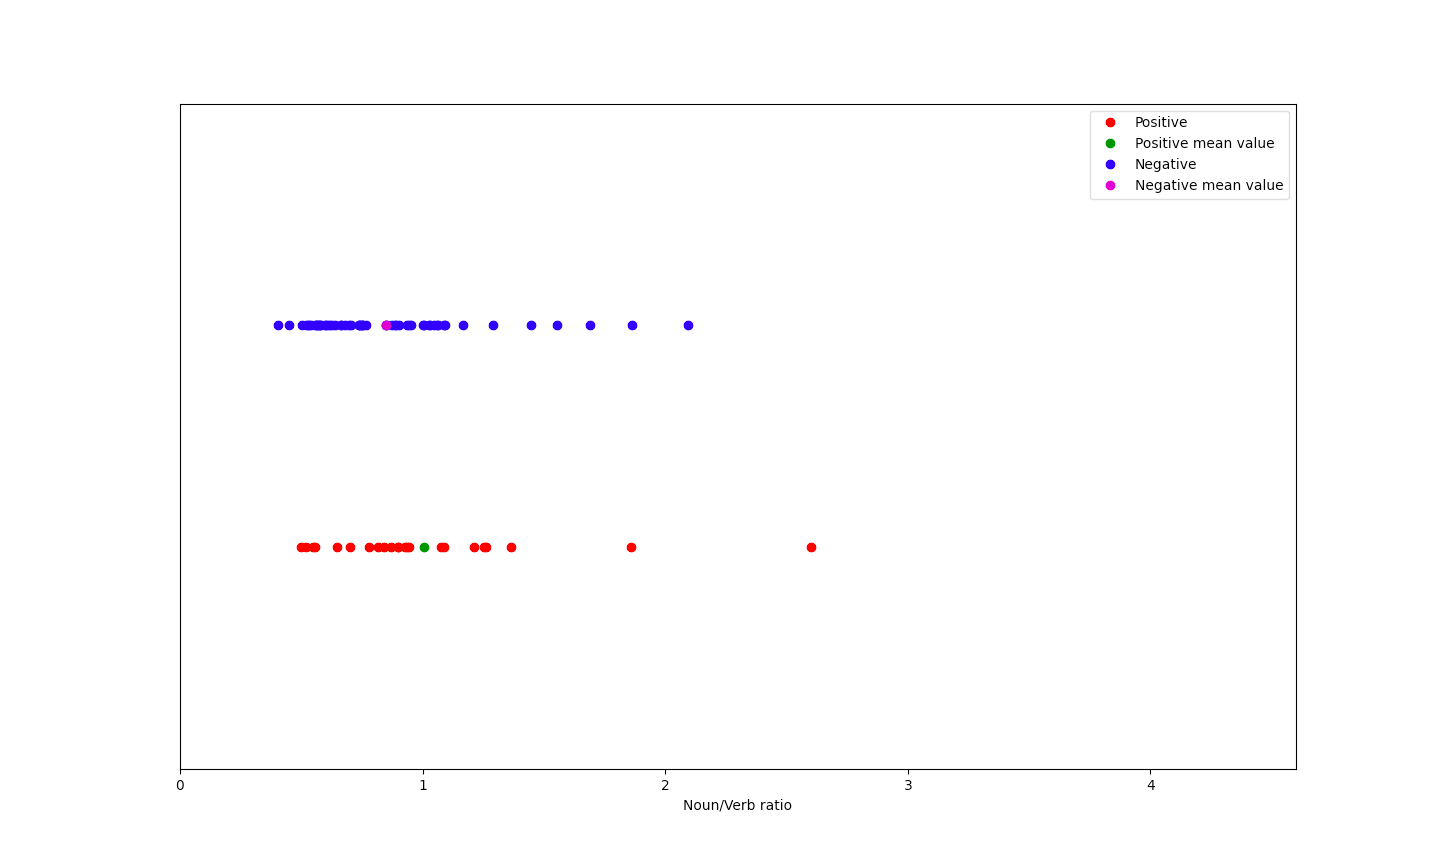 Positive
Positive mean value
Negative
Negative mean value
0 1 2 3 4
Noun/Verb ratio